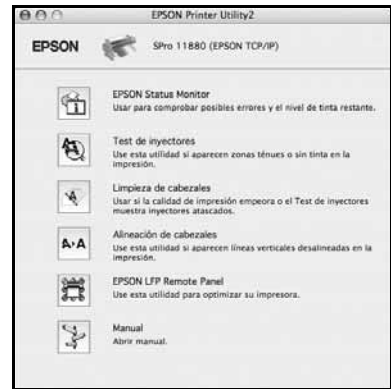 EPSON Printer Utility2
EPSON
SPro 11880 (EPSON TCP/IP)
EPSON Status Monitor
Usar para comprobar posibles errores y el nivel de tinta restante.
Test de inyectores
Use esta utilidad si aparecen zonas ténues o sin tinta en la
impresión.
Limpieza de cabezales
Usar si la calidad de impresión empeora o el Test de inyectores
muestra inyectores atascados.
A›A
Alineación de cabezales
Use esta utilidad si aparecen líneas verticales desalineadas en la
impresión.
EPSON LFP Remote Panel
Use esta utilidad para optimizar su impresora.
Manual
Abrir manual.